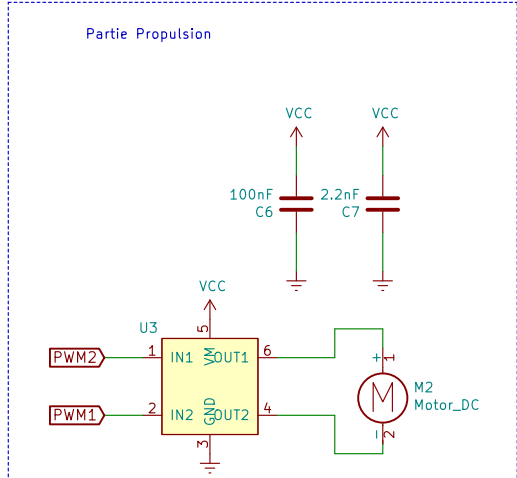 Partie Propulsion
VCC VCC
100nF 2.2nF
C6 C7
VCC
U3
5
PWM2 1 IN1 VM OUT1 6
+ 1
M M2
Motor_DC
PWM1 2 IN2 GND OUT2 4
- 2
3